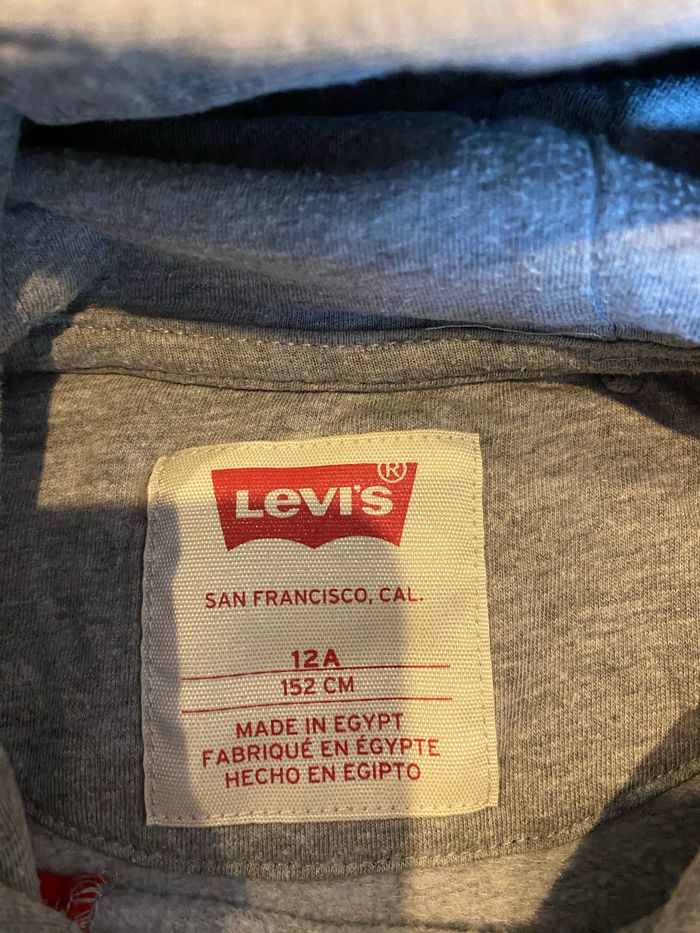 LEVI'S®
SAN FRANCISCO, CAL.
12A
152 CM
MADE IN EGYPT
FABRIQUÉ EN ÉGYPTE
HECHO EN EGIPTO